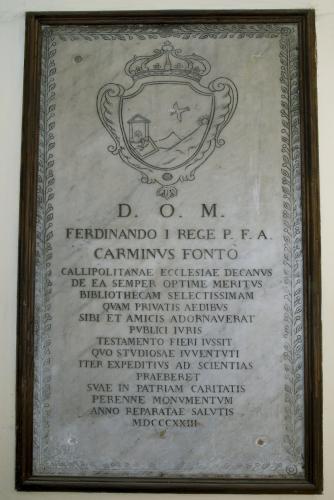 D. O. M.
FERDINANDO I REGE P. F. A.
CARMINVS FONTÒ
CALLIPOLITANAE ECCLESIAE DECANVS
DE EA SEMPER OPTIME MERITVS
BIBLIOTHECAM SELECTISSIMAM
QVAM PRIVATIS AEDIBVS
SIBI ET AMICIS ADORNAVERAT
PVBLICI IVRIS
TESTAMENTO FIERI IVSSIT
QVO STVDIOSAE IVVENTVTI
ITER EXPEDITIVS AD SCIENTIAS
PRAEBERET
SVAE IN PATRIAM CARITATIS
PERENNE MONVMENTVM
ANNO REPARATAE SALVTIS
MDCCCXXIII